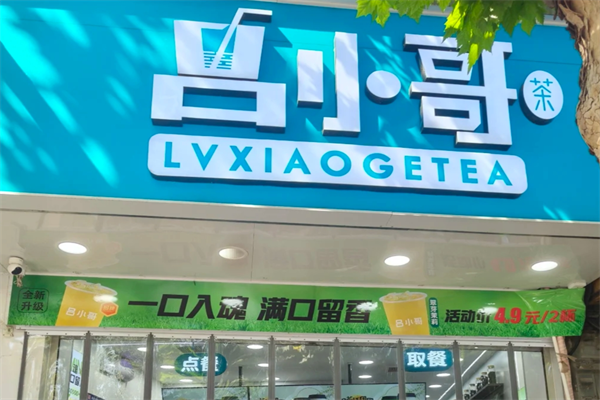 吕小哥 茶
LVXIAOGETEA
全新
升级
吕小哥
一口入魂 满口留香
吕小哥
活动价4.9元/2
点餐
取餐